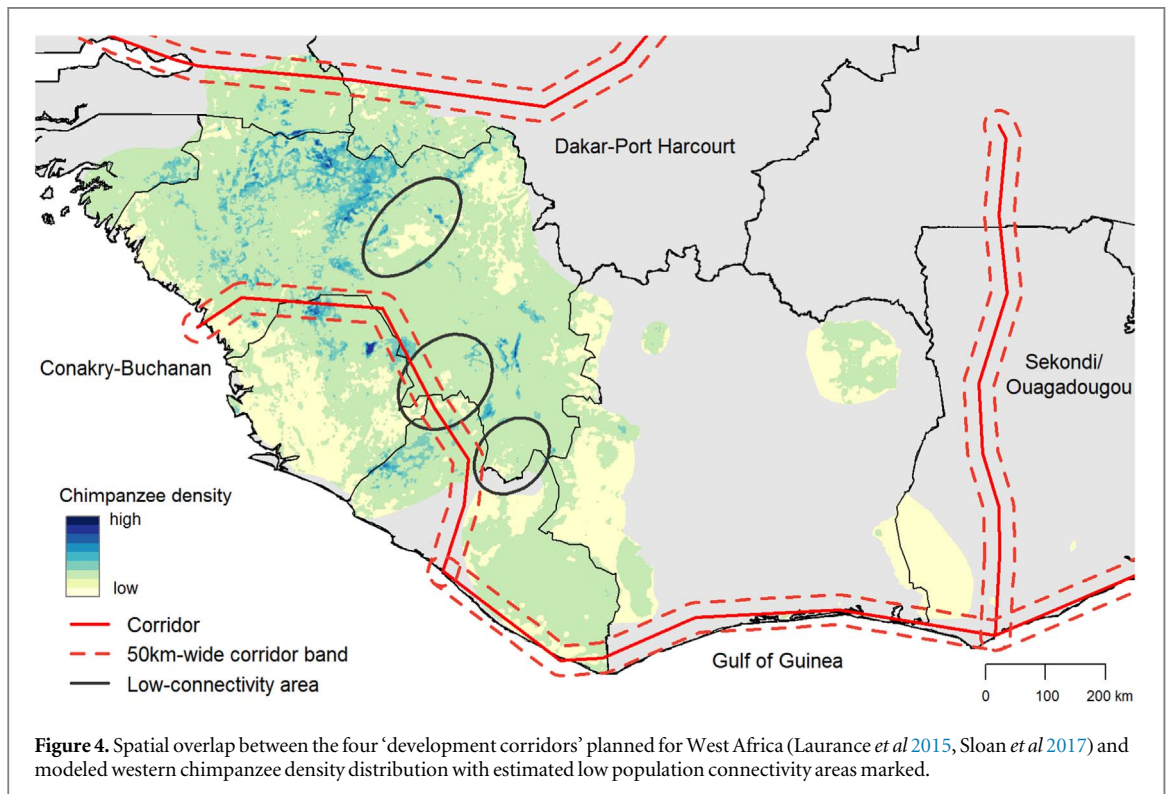 Dakar-Port Harcourt
Conakry-Buchanan
Sekondi/
Ouagadougou
Chimpanzee density
high
low
Corridor
50km-wide corridor band
Low-connectivity area
Gulf of Guinea
0 100 200 km
Figure 4. Spatial overlap between the four ‘development corridors’ planned for West Africa (Laurance et al 2015, Sloan et al 2017) and
modeled western chimpanzee density distribution with estimated low population connectivity areas marked.